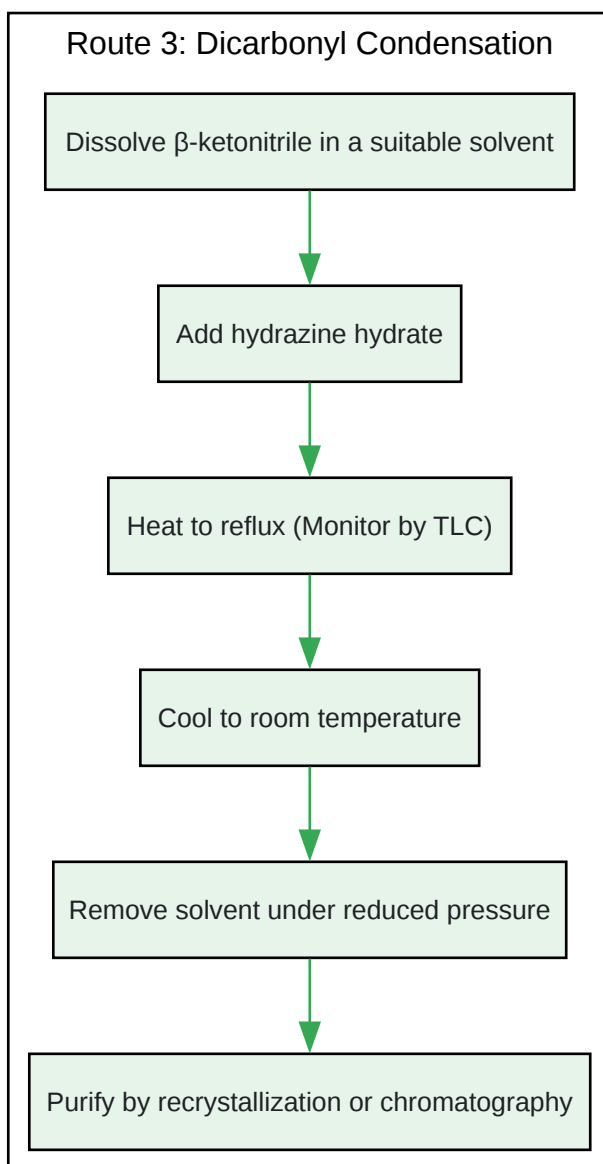 Route 3: Dicarbonyl Condensation
Dissolve β-ketonitrile in a suitable solvent
Add hydrazine hydrate
Heat to reflux (Monitor by TLC)
Cool to room temperature
Remove solvent under reduced pressure
Purify by recrystallization or chromatography